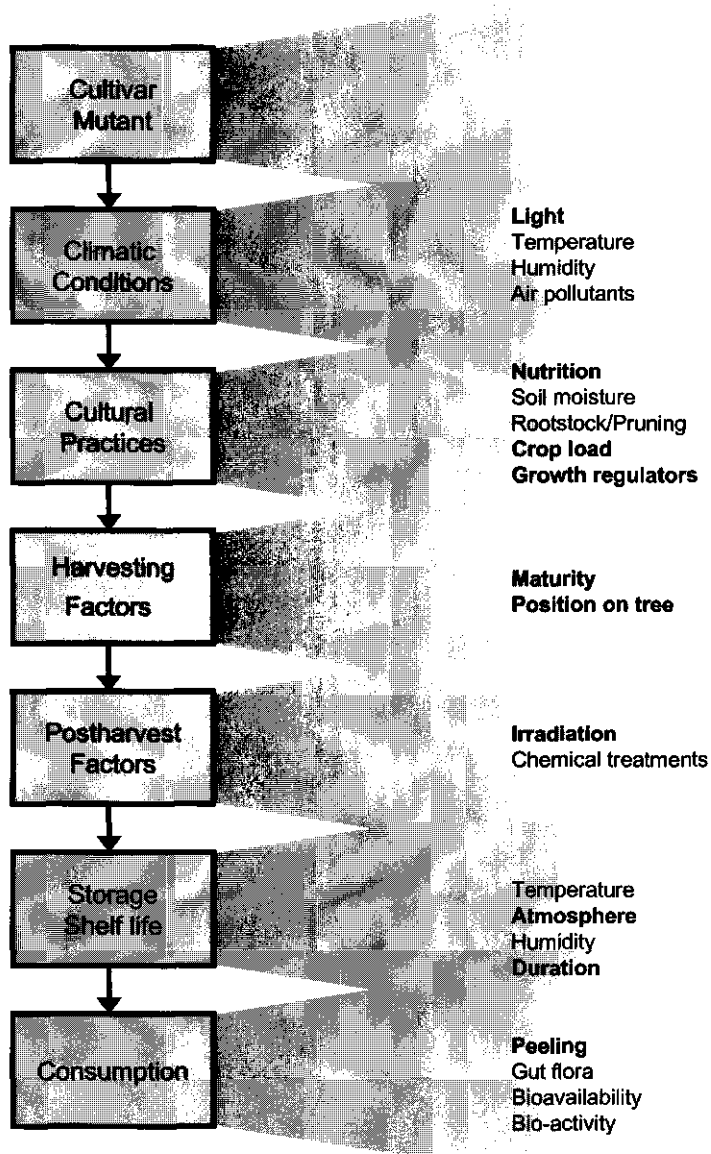 Cultivar
Mutant
Climatic
Conditions
Light
Temperature
Humidity
Air pollutants
Cultural
Practices
Nutrition
Soil moisture
Rootstock/Pruning
Crop load
Growth regulators
Harvesting
Factors
Maturity
Position on tree
Postharvest
Factors
Irradiation
Chemical treatments
Storage
Shelf life
Temperature
Atmosphere
Humidity
Duration
Consumption
Peeling
Gut flora
Bioavailability
Bio-activity